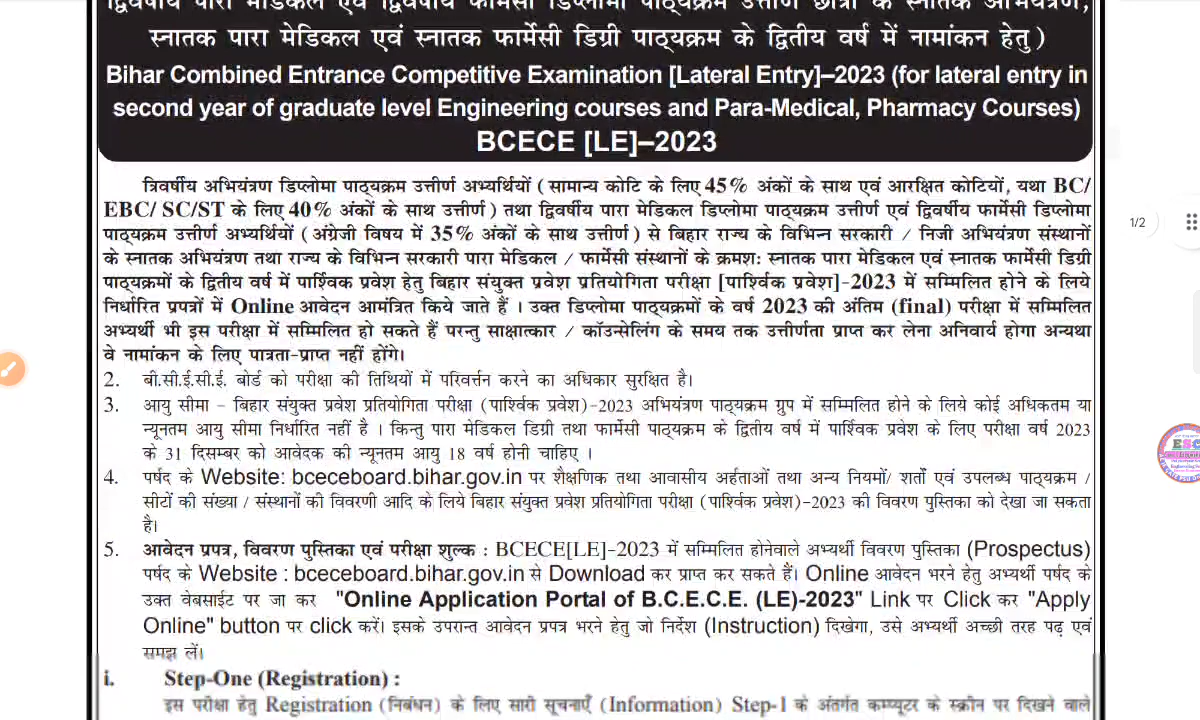 द्विवर्षीय पारा मेडिकल एवं द्विवर्षीय फार्मेसी डिप्लोमा पाठ्यक्रम उत्तीर्ण छात्रों के स्नातक अभियंत्रण,
स्नातक पारा मेडिकल एवं स्नातक फार्मेसी डिग्री पाठ्यक्रम के द्वितीय वर्ष में नामांकन हेतु )
Bihar Combined Entrance Competitive Examination [Lateral Entry]–2023 (for lateral entry in
second year of graduate level Engineering courses and Para-Medical, Pharmacy Courses)
BCECE [LE]–2023
त्रिवर्षीय अभियंत्रण डिप्लोमा पाठ्यक्रम उत्तीर्ण अभ्यर्थियों ( सामान्य कोटि के लिए 45% अंकों के साथ एवं आरक्षित कोटियों, यथा BC/
EBC/ SC/ST के लिए 40% अंकों के साथ उत्तीर्ण ) तथा द्विवर्षीय पारा मेडिकल डिप्लोमा पाठ्यक्रम उत्तीर्ण एवं द्विवर्षीय फार्मेसी डिप्लोमा
पाठ्यक्रम उत्तीर्ण अभ्यर्थियों ( अंग्रेजी विषय में 35% अंकों के साथ उत्तीर्ण ) से बिहार राज्य के विभिन्न सरकारी / निजी अभियंत्रण संस्थानों
के स्नातक अभियंत्रण तथा राज्य के विभिन्न सरकारी पारा मेडिकल / फार्मेसी संस्थानों के क्रमशः स्नातक पारा मेडिकल एवं स्नातक फार्मेसी डिग्री
पाठ्यक्रमों के द्वितीय वर्ष में पार्श्विक प्रवेश हेतु बिहार संयुक्त प्रवेश प्रतियोगिता परीक्षा [पार्श्विक प्रवेश]-2023 में सम्मिलित होने के लिये
निर्धारित प्रपत्रों में Online आवेदन आमंत्रित किये जाते हैं । उक्त डिप्लोमा पाठ्यक्रमों के वर्ष 2023 की अंतिम (final) परीक्षा में सम्मिलित
अभ्यर्थी भी इस परीक्षा में सम्मिलित हो सकते हैं परन्तु साक्षात्कार / कॉउन्सेलिंग के समय तक उत्तीर्णता प्राप्त कर लेना अनिवार्य होगा अन्यथा
वे नामांकन के लिए पात्रता-प्राप्त नहीं होंगे।
2. बी.सी.ई.सी.ई. बोर्ड को परीक्षा की तिथियों में परिवर्त्तन करने का अधिकार सुरक्षित है।
3. आयु सीमा – बिहार संयुक्त प्रवेश प्रतियोगिता परीक्षा (पार्श्विक प्रवेश)-2023 अभियंत्रण पाठ्यक्रम ग्रुप में सम्मिलित होने के लिये कोई अधिकतम या
न्यूनतम आयु सीमा निर्धारित नहीं है । किन्तु पारा मेडिकल डिग्री तथा फार्मेसी पाठ्यक्रम के द्वितीय वर्ष में पार्श्विक प्रवेश के लिए परीक्षा वर्ष 2023
के 31 दिसम्बर को आवेदक की न्यूनतम आयु 18 वर्ष होनी चाहिए ।
4. पर्षद के Website: bceceboard.bihar.gov.in पर शैक्षणिक तथा आवासीय अर्हताओं तथा अन्य नियमों/ शर्तों एवं उपलब्ध पाठ्यक्रम /
सीटों की संख्या / संस्थानों की विवरणी आदि के लिये बिहार संयुक्त प्रवेश प्रतियोगिता परीक्षा (पार्श्विक प्रवेश)-2023 की विवरण पुस्तिका को देखा जा सकता
है।
5. आवेदन प्रपत्र, विवरण पुस्तिका एवं परीक्षा शुल्क : BCECE[LE]-2023 में सम्मिलित होनेवाले अभ्यर्थी विवरण पुस्तिका (Prospectus)
पर्षद के Website : bceceboard.bihar.gov.in से Download कर प्राप्त कर सकते हैं। Online आवेदन भरने हेतु अभ्यर्थी पर्षद के
उक्त वेबसाईट पर जा कर "Online Application Portal of B.C.E.C.E. (LE)-2023" Link पर Click कर "Apply
Online" button पर click करें। इसके उपरान्त आवेदन प्रपत्र भरने हेतु जो निर्देश (Instruction) दिखेगा, उसे अभ्यर्थी अच्छी तरह पढ़ एवं
समझ लें।
i. Step-One (Registration) :
इस परीक्षा हेतु Registration (निबंधन) के लिए सारी सूचनाएँ (Information) Step-1 के अंतर्गत कम्प्यूटर के स्क्रीन पर दिखने वाले
1/2
ESC